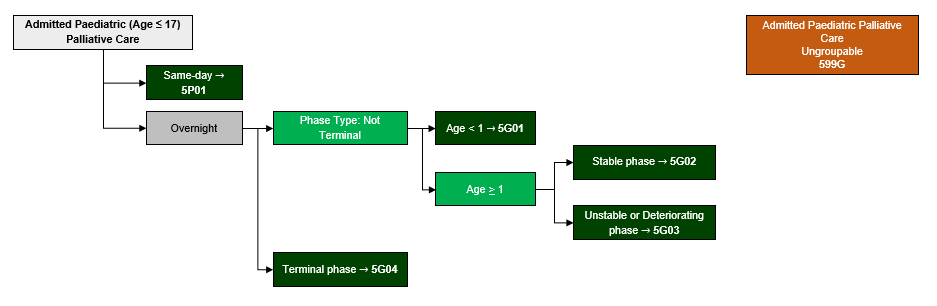 Admitted Paediatric (Age ≤ 17)
Palliative Care
Admitted Paediatric Palliative
Care
Ungroupable
599G
Same-day →
5P01
Overnight
Phase Type: Not
Terminal
Age < 1 → 5G01
Age ≥ 1
Stable phase → 5G02
Unstable or Deteriorating
phase → 5G03
Terminal phase → 5G04